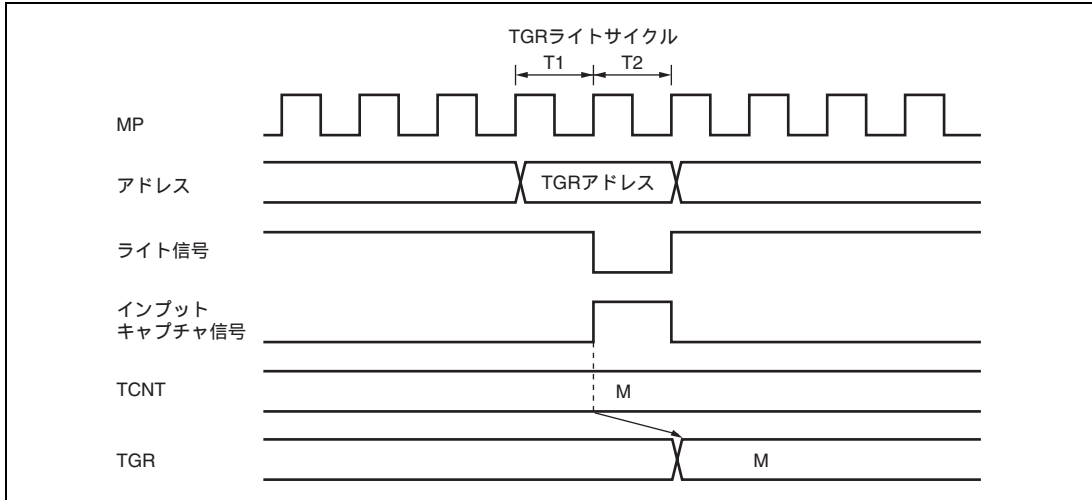 TGRライトサイクル
T1 T2
MP
アドレス TGRアドレス
ライト信号
インプット
キャプチャ信号
TCNT M
TGR M